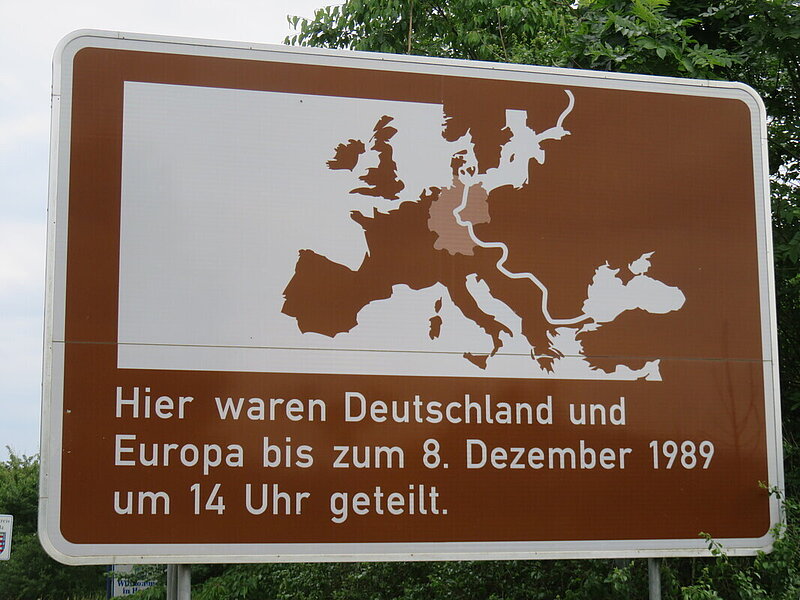 Hier waren Deutschland und
Europa bis zum 8. Dezember 1989
um 14 Uhr geteilt.